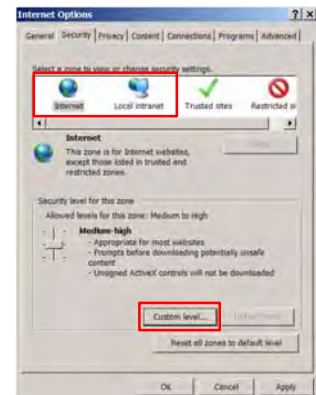 Internet Options
General Security Privacy Content Connections Programs Advanced
Select a zone to view or change security settings.
Internet Local intranet Trusted sites Restricted si
Internet
This zone is for Internet websites,
except those listed in trusted and
restricted zones.
Security level for this zone
Allowed levels for this zone: Medium to High
Medium-high
- Appropriate for most websites
- Prompts before downloading potentially unsafe
content
- Unsigned ActiveX controls will not be downloaded
Custom level...
Reset all zones to default level
OK Cancel Apply